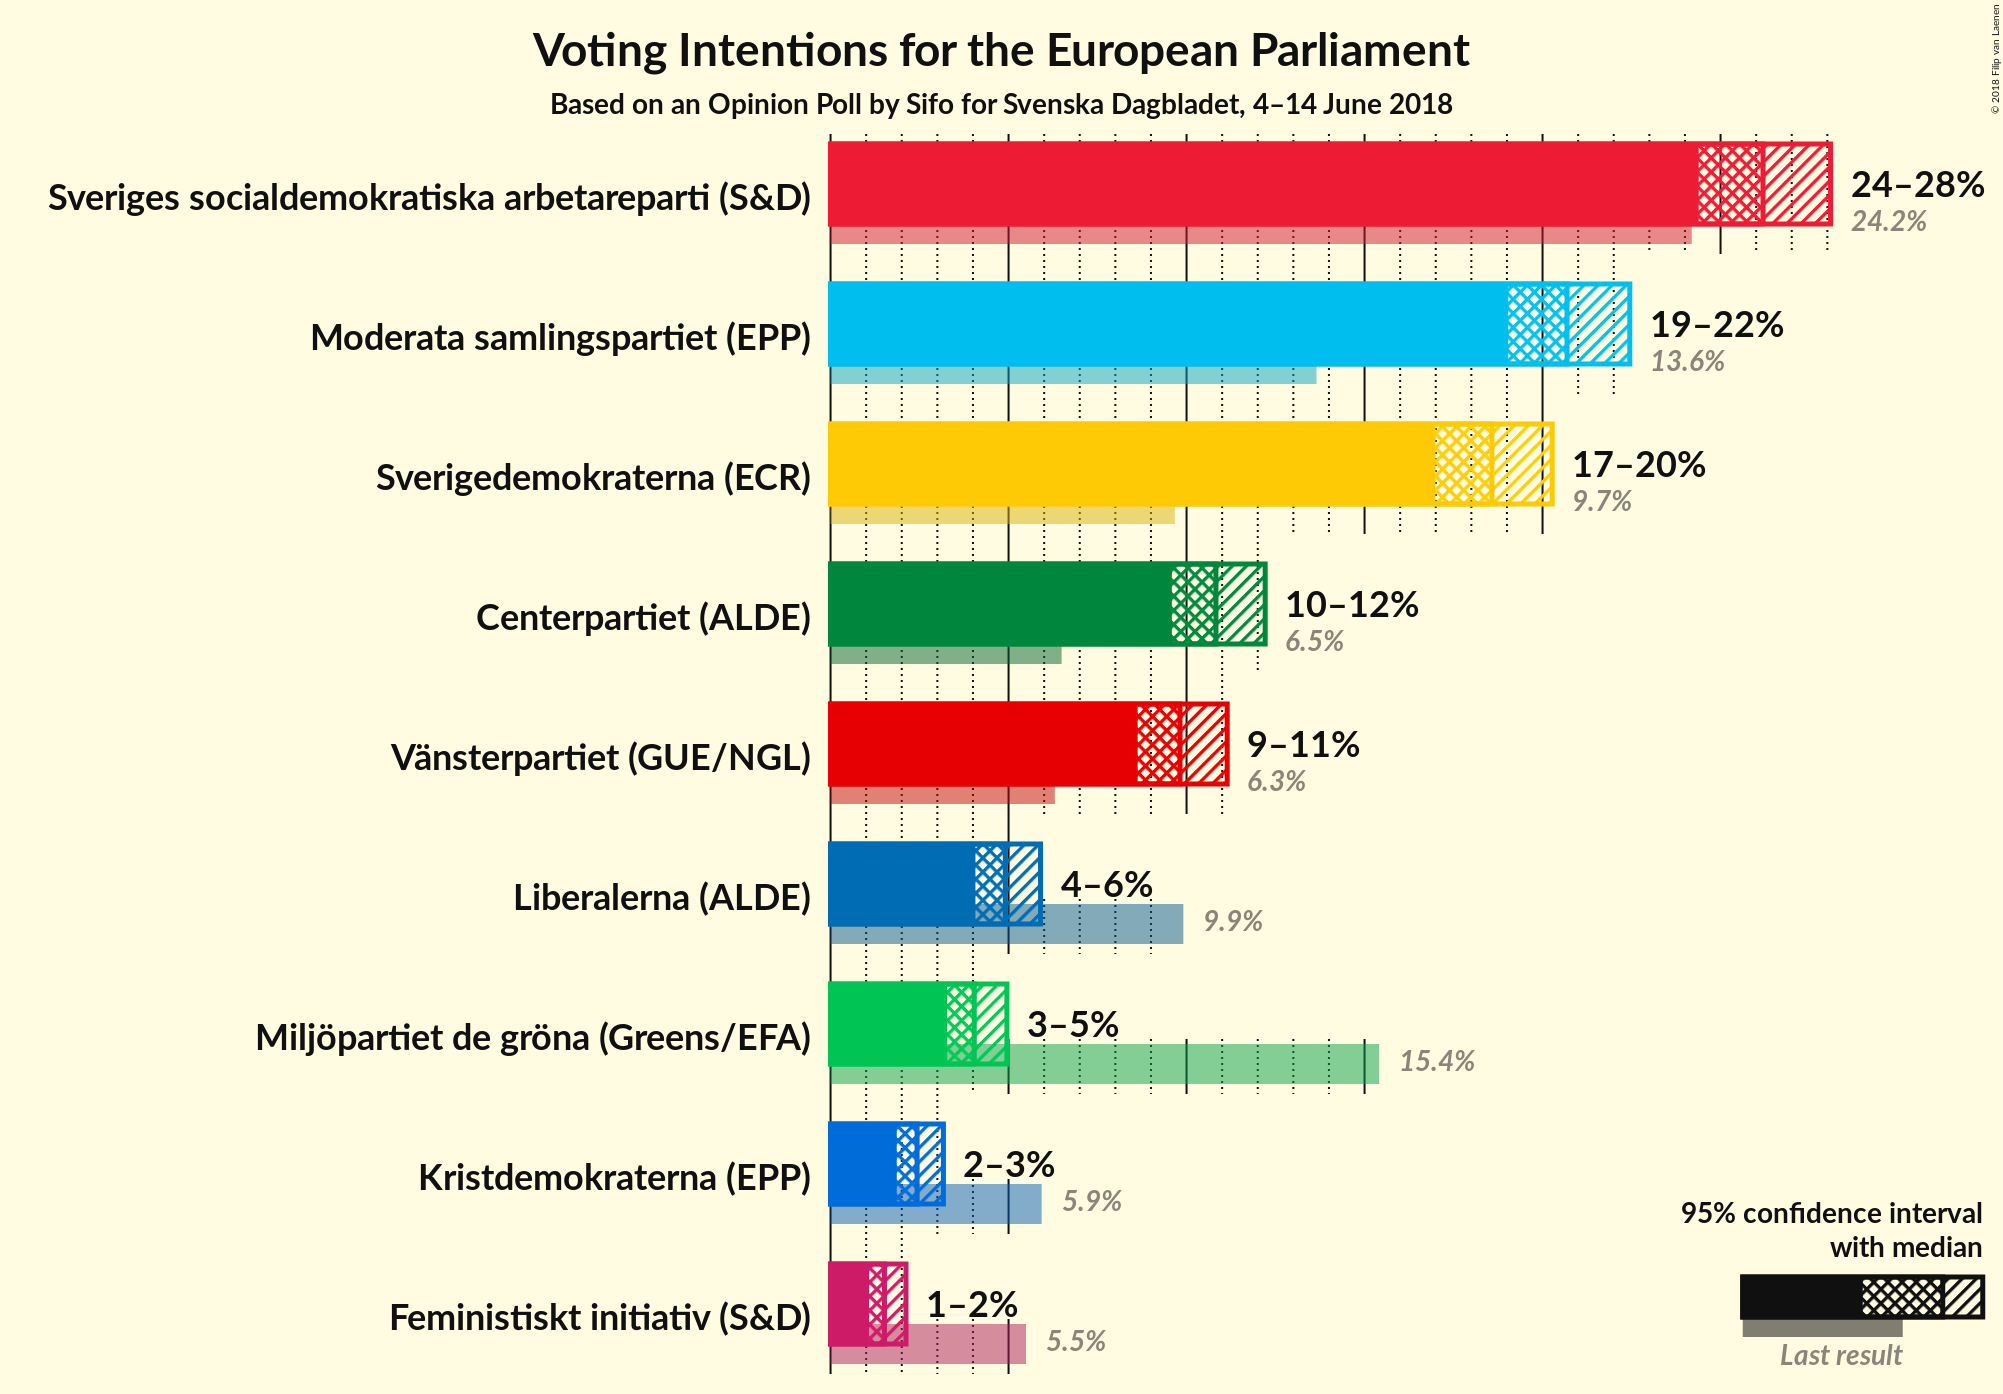 © 2018 Filip van Laenen
Voting Intentions for the European Parliament
Based on an Opinion Poll by Sifo for Svenska Dagbladet, 4–14 June 2018
Sveriges socialdemokratiska arbetareparti (S&D)
24–28%
24.2%
Moderata samlingspartiet (EPP)
19–22%
13.6%
Sverigedemokraterna (ECR)
17–20%
9.7%
Centerpartiet (ALDE)
10–12%
6.5%
Vänsterpartiet (GUE/NGL)
9–11%
6.3%
Liberalerna (ALDE)
4–6%
9.9%
Miljöpartiet de gröna (Greens/EFA)
3–5%
15.4%
Kristdemokraterna (EPP)
2–3%
5.9%
Feministiskt initiativ (S&D)
1–2%
5.5%
95% confidence interval
with median
Last result